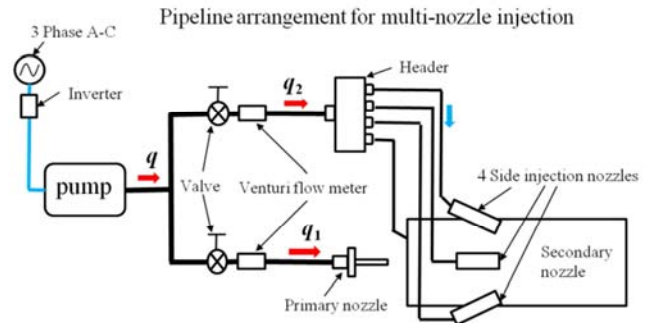 Pipeline arrangement for multi-nozzle injection
3 Phase A-C
Inverter
Header
q2
q
pump
Valve
Venturi flow meter
4 Side injection nozzles
q1
Secondary
nozzle
Primary nozzle